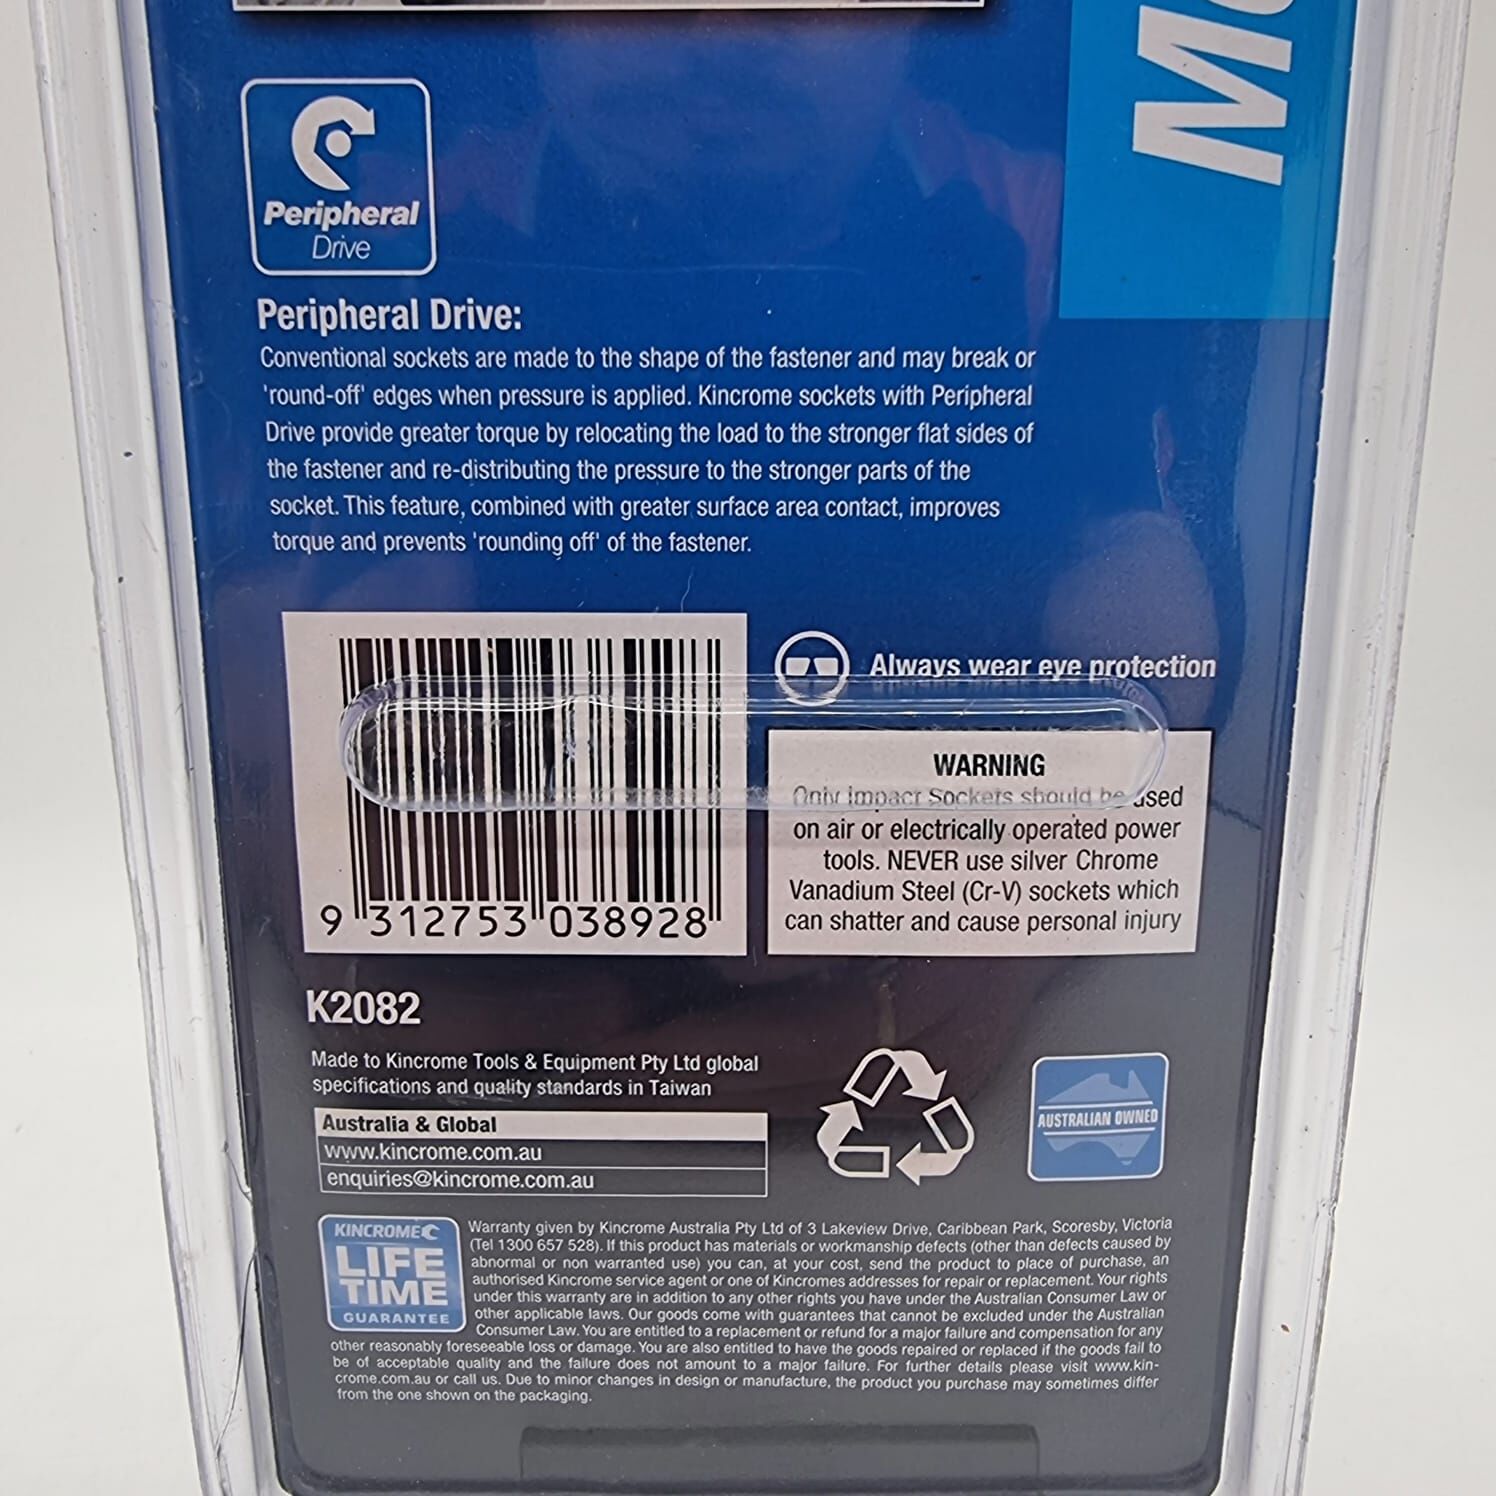 Peripheral
Drive
Peripheral Drive:
Conventional sockets are made to the shape of the fastener and may break or
'round-off' edges when pressure is applied. Kincrome sockets with Peripheral
Drive provide greater torque by relocating the load to the stronger flat sides of
the fastener and re-distributing the pressure to the stronger parts of the
socket. This feature, combined with greater surface area contact, improves
torque and prevents 'rounding off' of the fastener.
Always wear eye protection
WARNING
Only Impact Sockets should be used
on air or electrically operated power
tools. NEVER use silver Chrome
Vanadium Steel (Cr-V) sockets which
can shatter and cause personal injury
9 312753 038928
K2082
Made to Kincrome Tools & Equipment Pty Ltd global
specifications and quality standards in Taiwan
Australia & Global
www.kincrome.com.au
enquiries@kincrome.com.au
AUSTRALIAN OWNED
KINCROME
LIFE
TIME
GUARANTEE
Warranty given by Kincrome Australia Pty Ltd of 3 Lakeview Drive, Caribbean Park, Scoresby, Victoria
(Tel 1300 657 528). If this product has materials or workmanship defects (other than defects caused by
abnormal or non warranted use) you can, at your cost, send the product to place of purchase, an
authorised Kincrome service agent or one of Kincromes addresses for repair or replacement. Your rights
under this warranty are in addition to any other rights you have under the Australian Consumer Law or
other applicable laws. Our goods come with guarantees that cannot be excluded under the Australian
Consumer Law. You are entitled to a replacement or refund for a major failure and compensation for any
other reasonably foreseeable loss or damage. You are also entitled to have the goods repaired or replaced if the goods fail to
be of acceptable quality and the failure does not amount to a major failure. For further details please visit www.kin-
crome.com.au or call us. Due to minor changes in design or manufacture, the product you purchase may sometimes differ
from the one shown on the packaging.